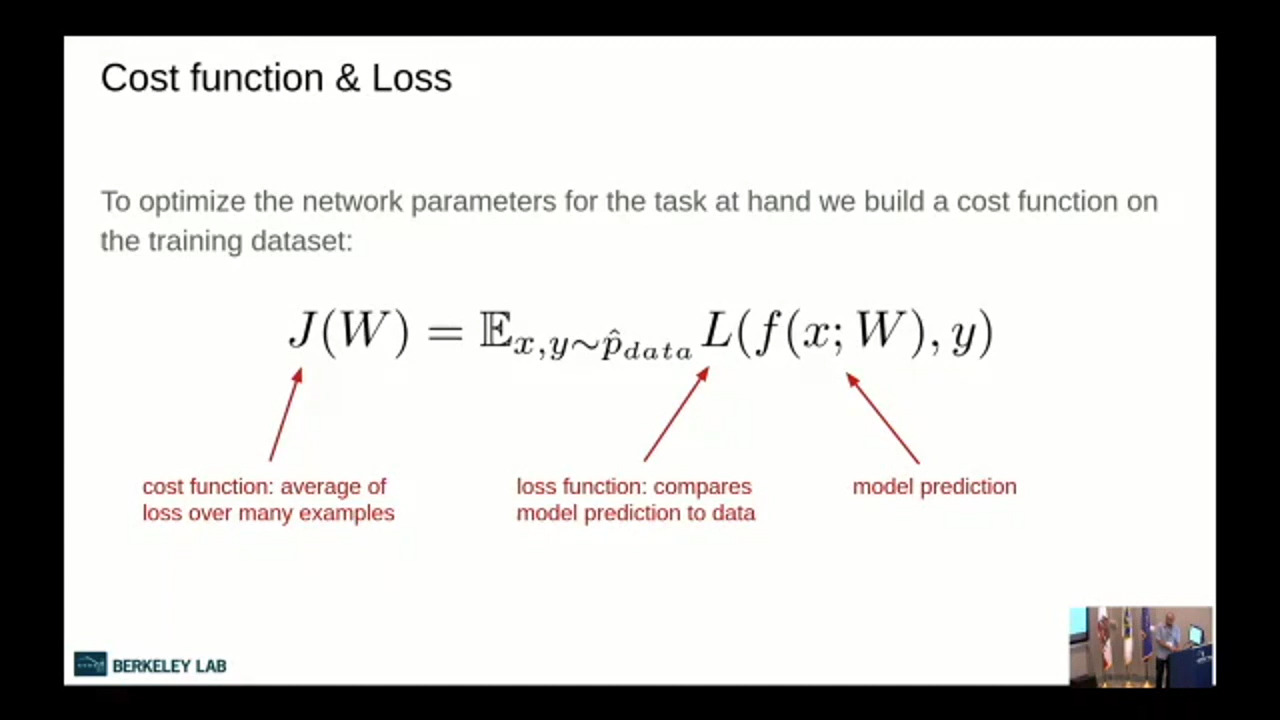 Cost function & Loss
To optimize the network parameters for the task at hand we build a cost function on
the training dataset:
J(W) = 𝔼_{x,y∼p̂_{data}} L(f(x; W), y)
cost function: average of
loss over many examples
loss function: compares
model prediction to data
model prediction
BERKELEY LAB